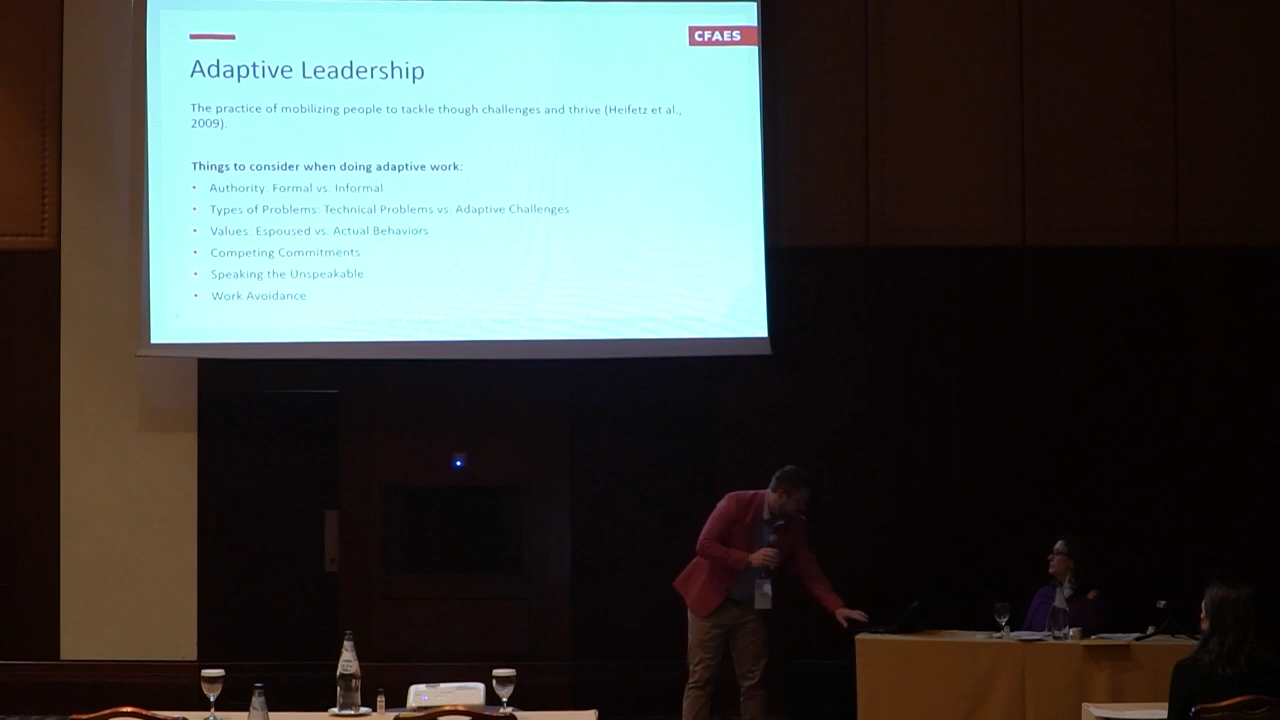 CFAES
Adaptive Leadership
The practice of mobilizing people to tackle though challenges and thrive (Heifetz et al.,
2009).
Things to consider when doing adaptive work:
• Authority: Formal vs. Informal
• Types of Problems: Technical Problems vs. Adaptive Challenges
• Values: Espoused vs. Actual Behaviors
• Competing Commitments
• Speaking the Unspeakable
• Work Avoidance